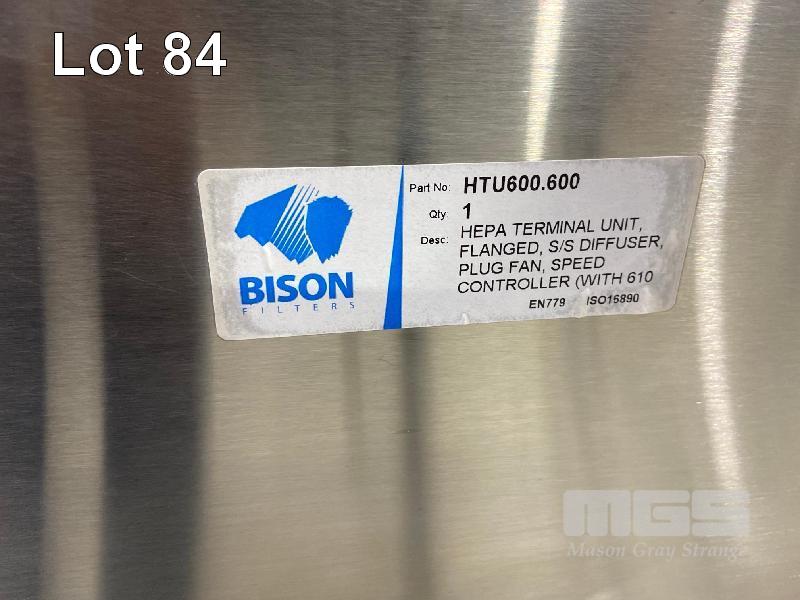 Lot 84
BISON
FILTERS
Part No: HTU600.600
Qty: 1
Desc: HEPA TERMINAL UNIT,
FLANGED, S/S DIFFUSER,
PLUG FAN, SPEED
CONTROLLER (WITH 610
EN779 ISO16890
MGS
Mason Gray Strange